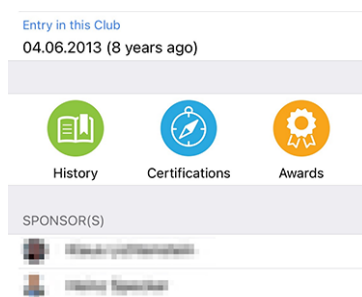 Entry in this Club
04.06.2013 (8 years ago)
History Certifications Awards
SPONSOR(S)